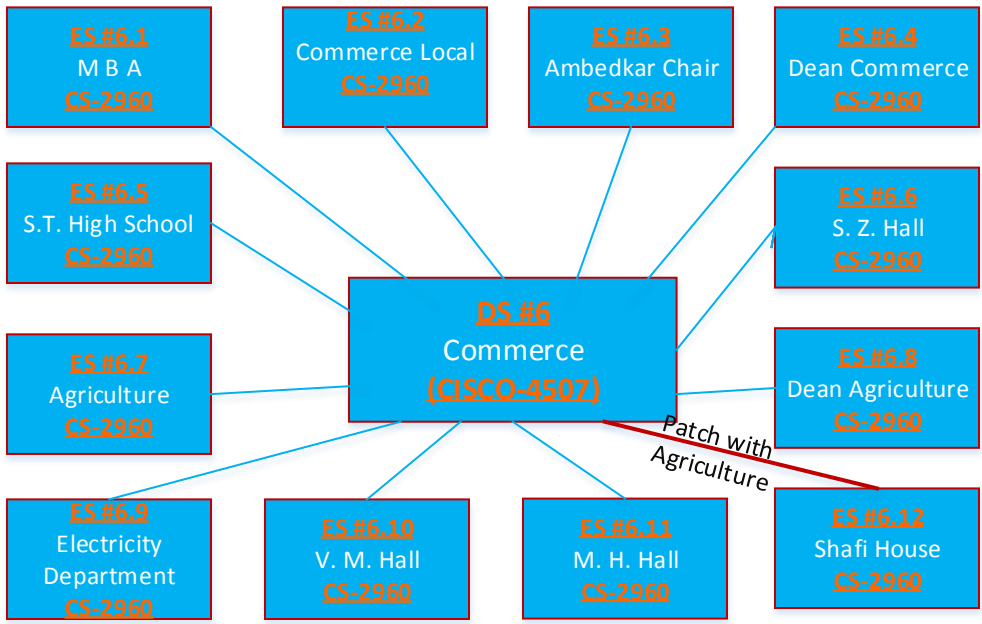 ES #6.1
M B A
CS-2960
ES #6.2
Commerce Local
CS-2960
ES #6.3
Ambedkar Chair
CS-2960
ES #6.4
Dean Commerce
CS-2960
ES #6.5
S.T. High School
CS-2960
ES #6.6
S. Z. Hall
CS-2960
DS #6
Commerce
(CISCO-4507)
ES #6.7
Agriculture
CS-2960
ES #6.8
Dean Agriculture
CS-2960
Patch with
Agriculture
ES #6.9
Electricity
Department
CS-2960
ES #6.10
V. M. Hall
CS-2960
ES #6.11
M. H. Hall
CS-2960
ES #6.12
Shafi House
CS-2960